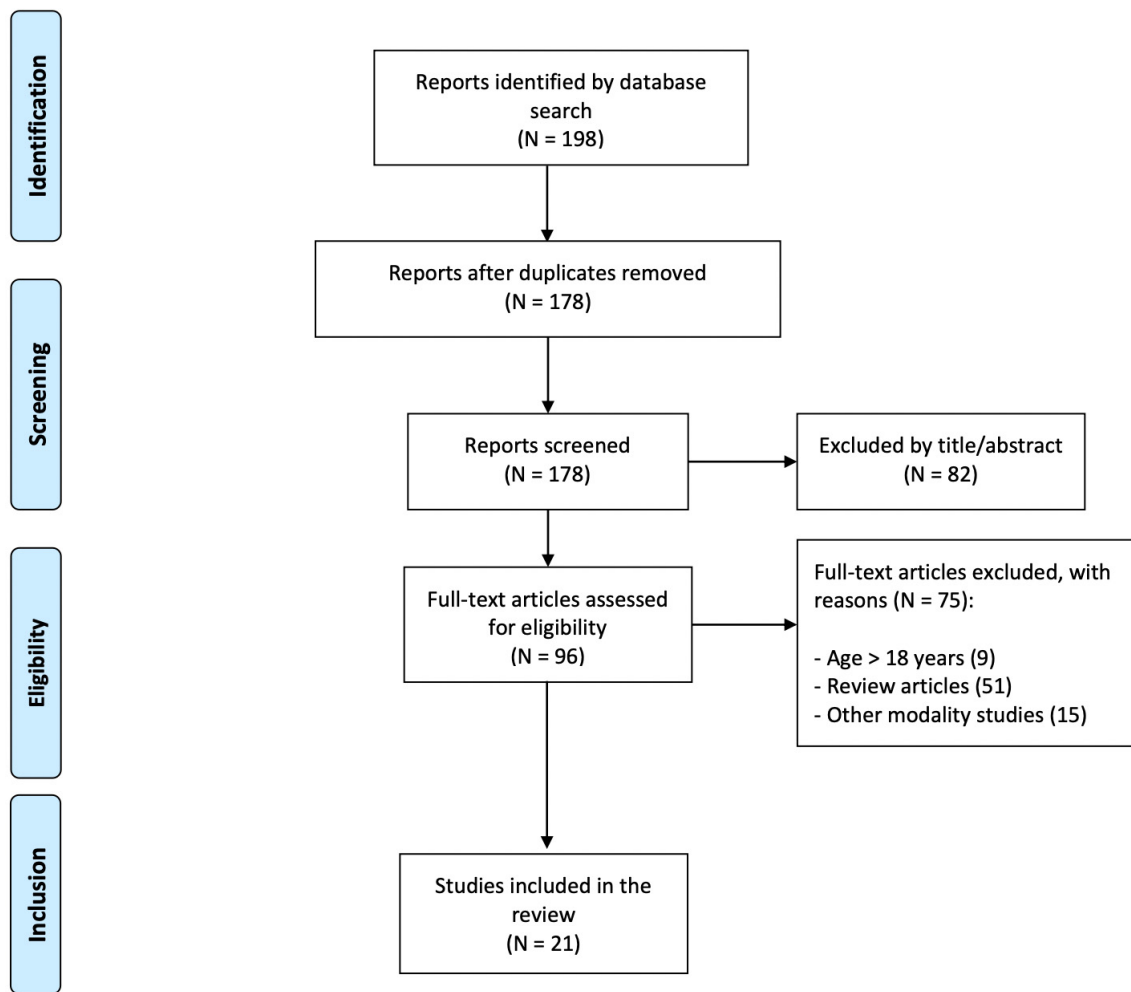 Identification
Reports identified by database
search
(N = 198)
Reports after duplicates removed
(N = 178)
Screening
Reports screened
(N = 178)
Excluded by title/abstract
(N = 82)
Eligibility
Full-text articles assessed
for eligibility
(N = 96)
Full-text articles excluded, with
reasons (N = 75):
- Age > 18 years (9)
- Review articles (51)
- Other modality studies (15)
Inclusion
Studies included in the
review
(N = 21)